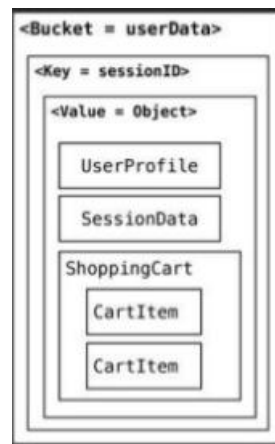 <Bucket = userData>
<Key = sessionID>
<Value = Object>
UserProfile
SessionData
ShoppingCart
CartItem
CartItem